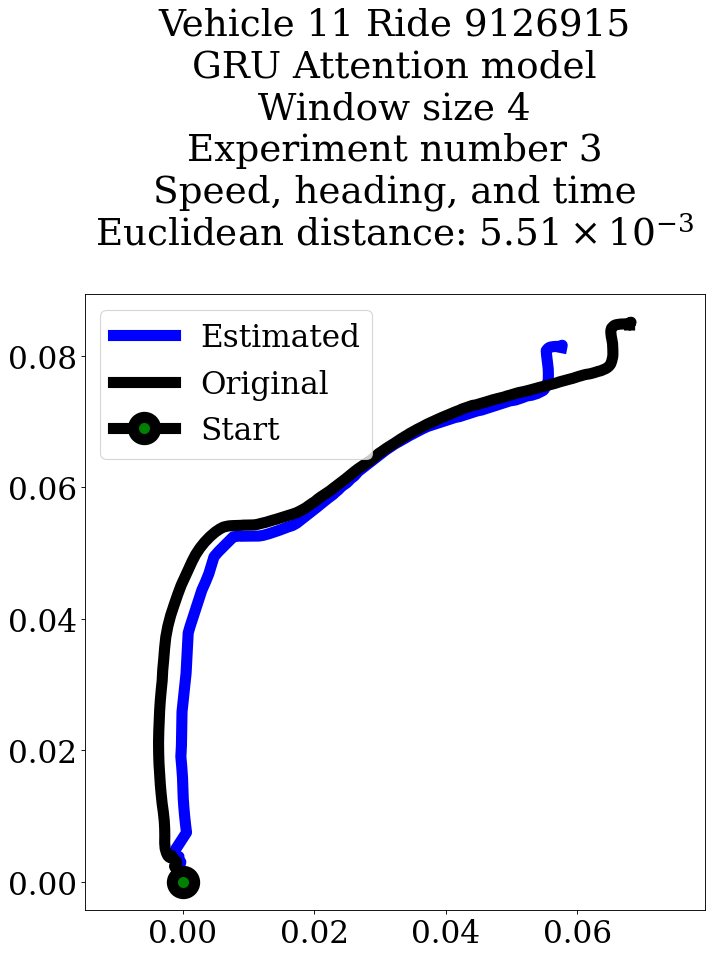 Vehicle 11 Ride 9126915
GRU Attention model
Window size 4
Experiment number 3
Speed, heading, and time
Euclidean distance: 5.51 × 10⁻³
Estimated
Original
Start
0.08
0.06
0.04
0.02
0.00
0.00 0.02 0.04 0.06